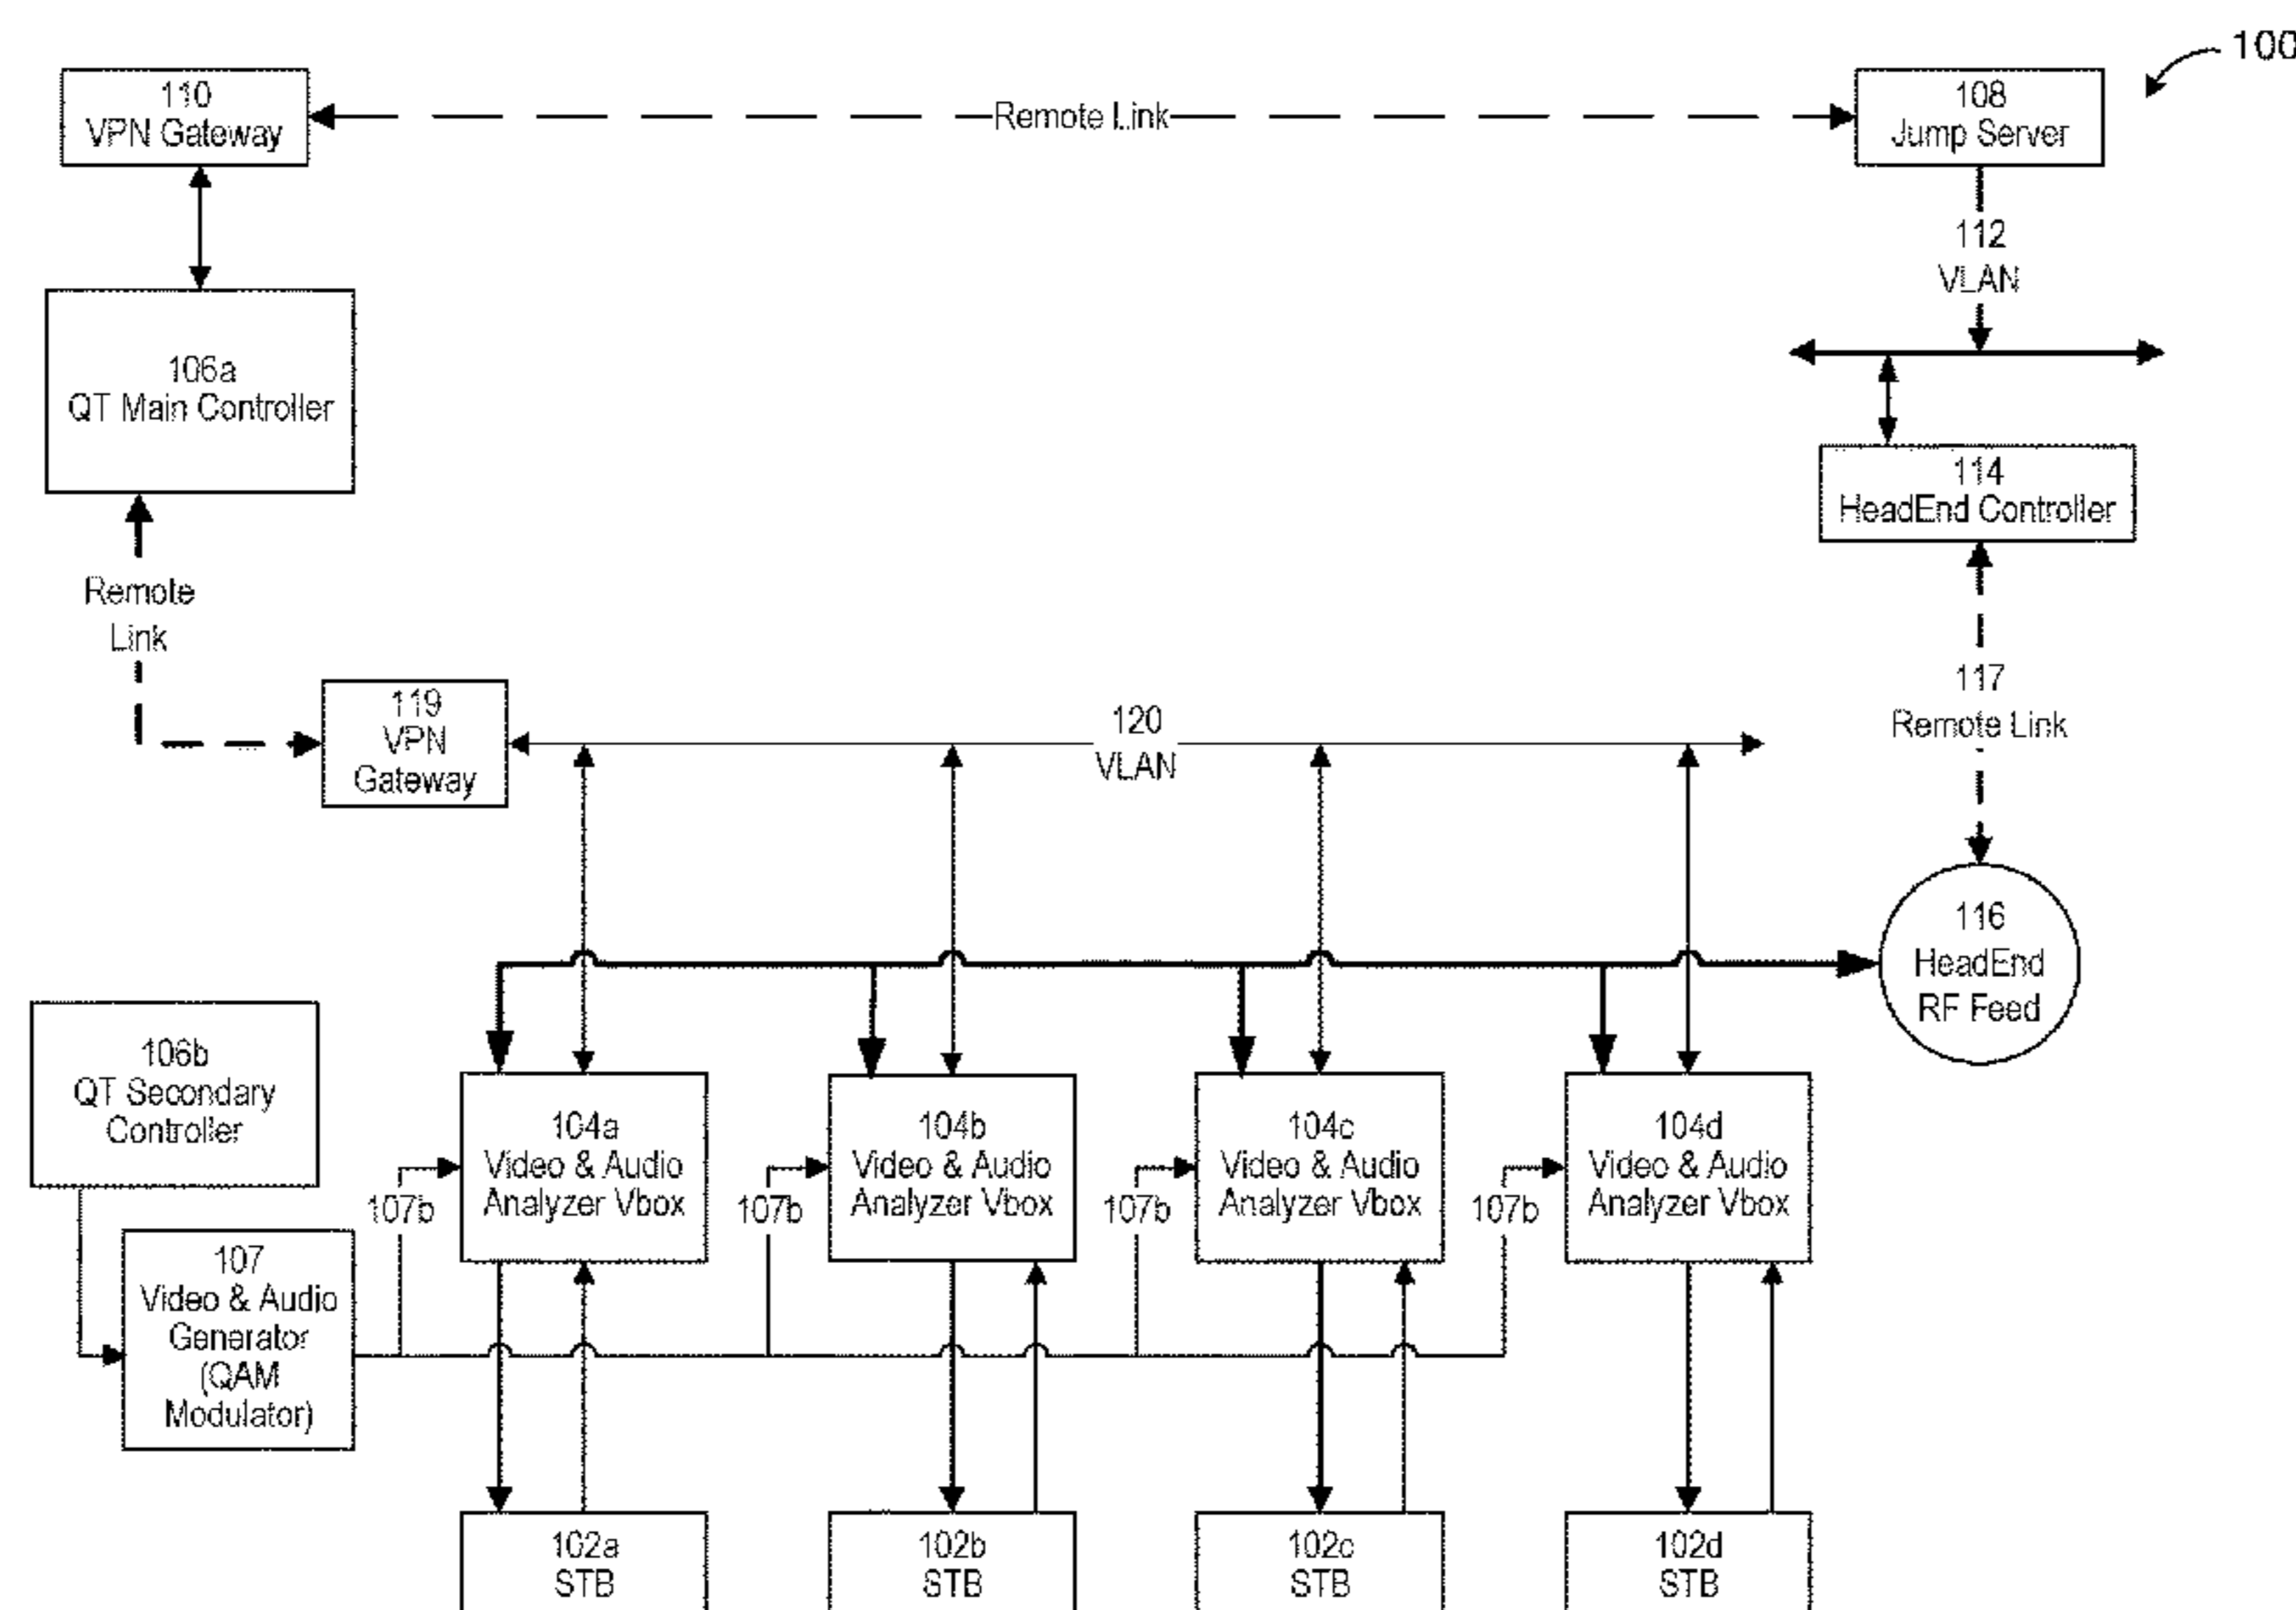 100
110
VPN Gateway
Remote Link
108
Jump Server
112
VLAN
106a
QT Main Controller
114
HeadEnd Controller
Remote
Link
117
Remote Link
119
VPN
Gateway
120
VLAN
116
HeadEnd
RF Feed
106b
QT Secondary
Controller
104a
Video & Audio
Analyzer Vbox
104b
Video & Audio
Analyzer Vbox
104c
Video & Audio
Analyzer Vbox
104d
Video & Audio
Analyzer Vbox
107b
107b
107b
107b
107
Video & Audio
Generator
(QAM
Modulator)
102a
STB
102b
STB
102c
STB
102d
STB